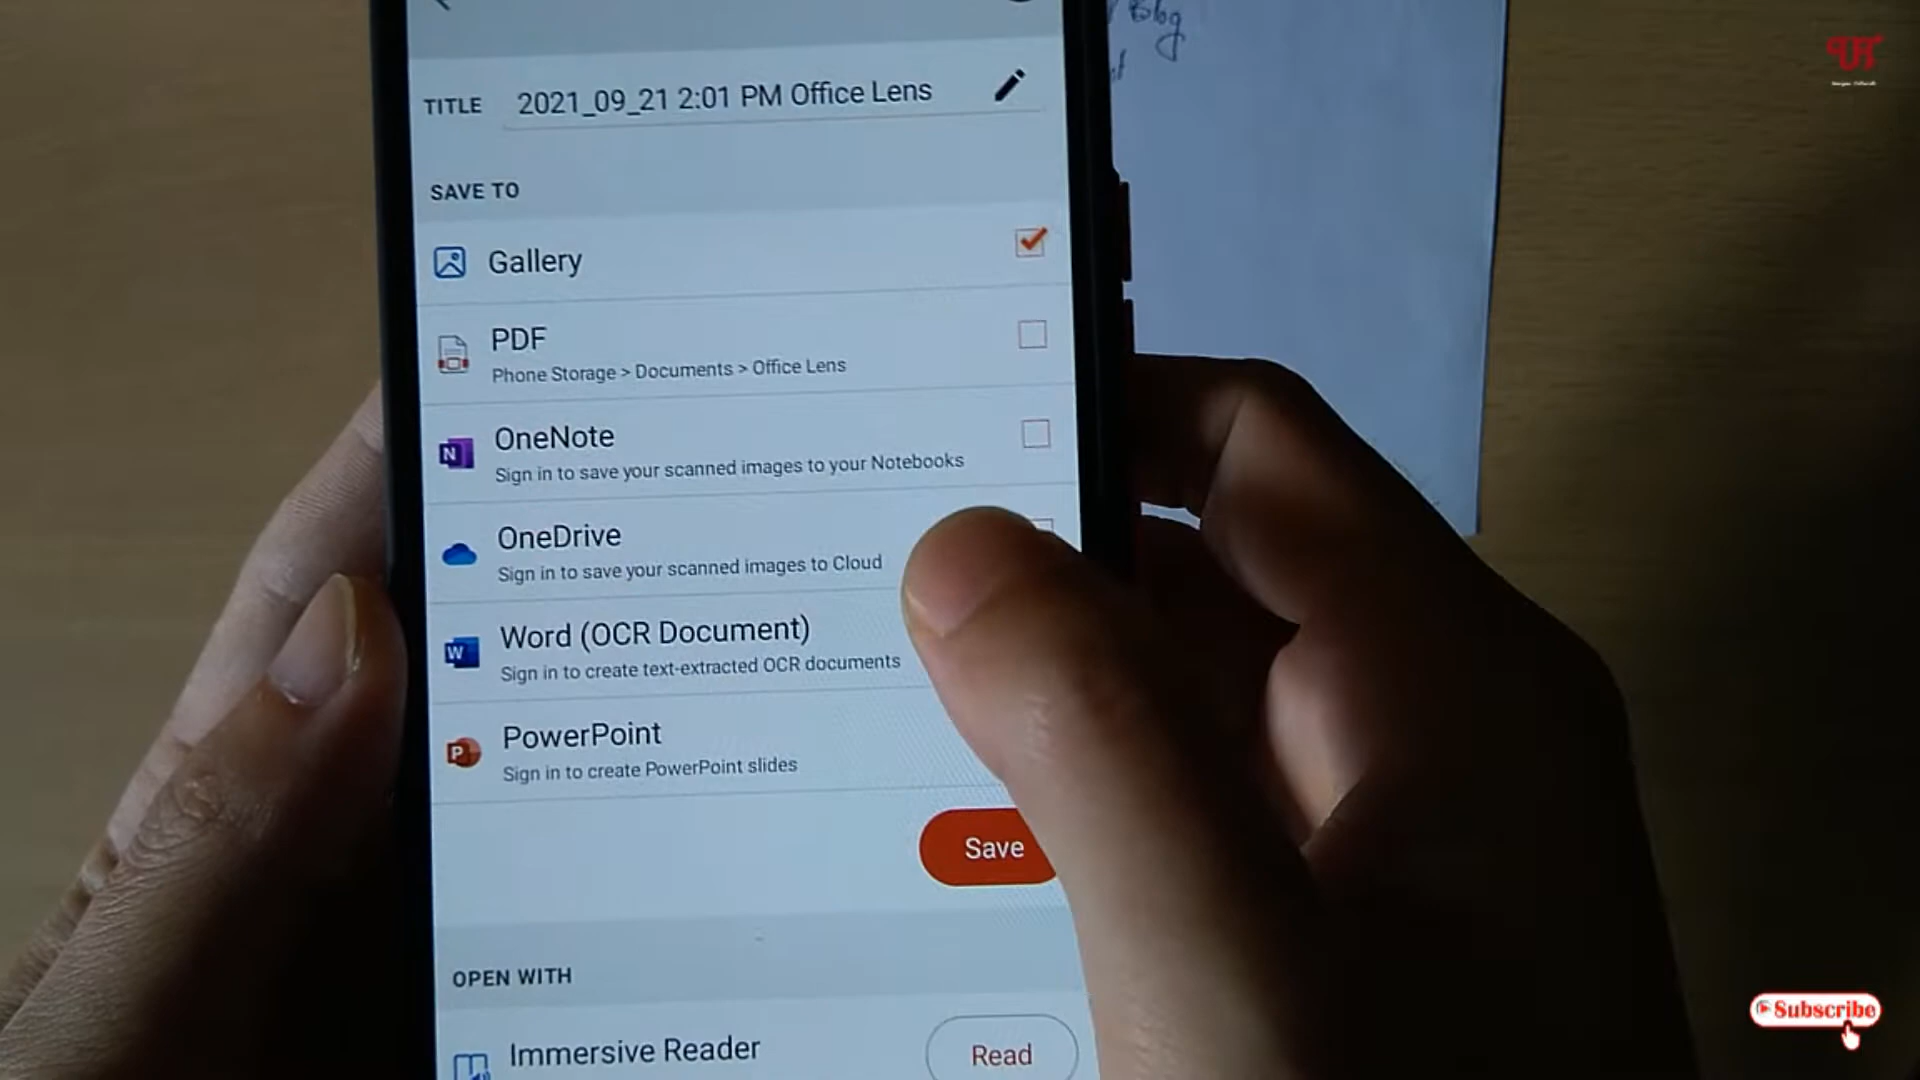 Blog
TITLE 2021_09_21 2:01 PM Office Lens
SAVE TO
Gallery
PDF
Phone Storage > Documents > Office Lens
OneNote
Sign in to save your scanned images to your Notebooks
OneDrive
Sign in to save your scanned images to Cloud
Word (OCR Document)
Sign in to create text-extracted OCR documents
PowerPoint
Sign in to create PowerPoint slides
Save
OPEN WITH
Immersive Reader
Read
Subscribe